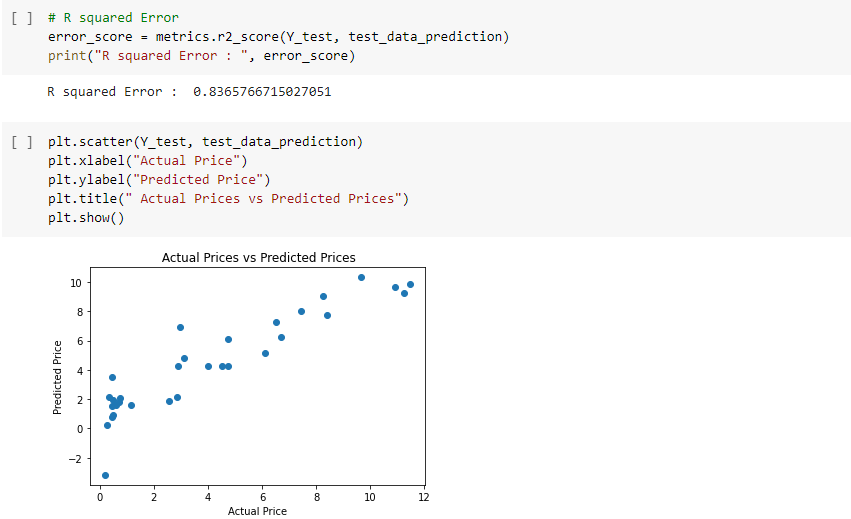 [ ] # R squared Error
error_score = metrics.r2_score(Y_test, test_data_prediction)
print("R squared Error : ", error_score)
R squared Error :  0.8365766715027051
[ ] plt.scatter(Y_test, test_data_prediction)
plt.xlabel("Actual Price")
plt.ylabel("Predicted Price")
plt.title(" Actual Prices vs Predicted Prices")
plt.show()
Actual Prices vs Predicted Prices
Predicted Price
10
8
6
4
2
0
−2
0 2 4 6 8 10 12
Actual Price